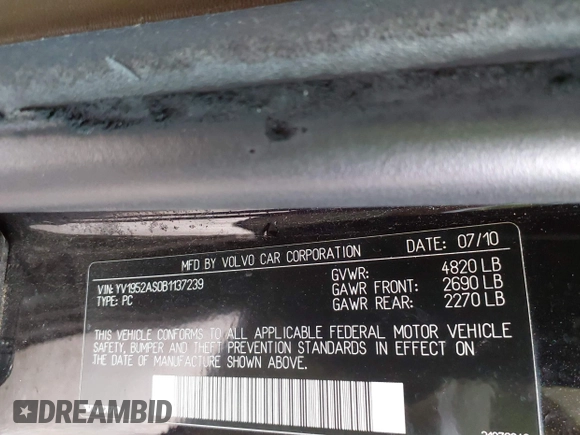 MFD BY VOLVO CAR CORPORATION
DATE: 07/10
VIN: YV1952AS0B1137239
TYPE: PC
GVWR: 4820 LB
GAWR FRONT: 2690 LB
GAWR REAR: 2270 LB
THIS VEHICLE CONFORMS TO ALL APPLICABLE FEDERAL MOTOR VEHICLE
SAFETY, BUMPER AND THEFT PREVENTION STANDARDS IN EFFECT ON
THE DATE OF MANUFACTURE SHOWN ABOVE.
DREAMBID